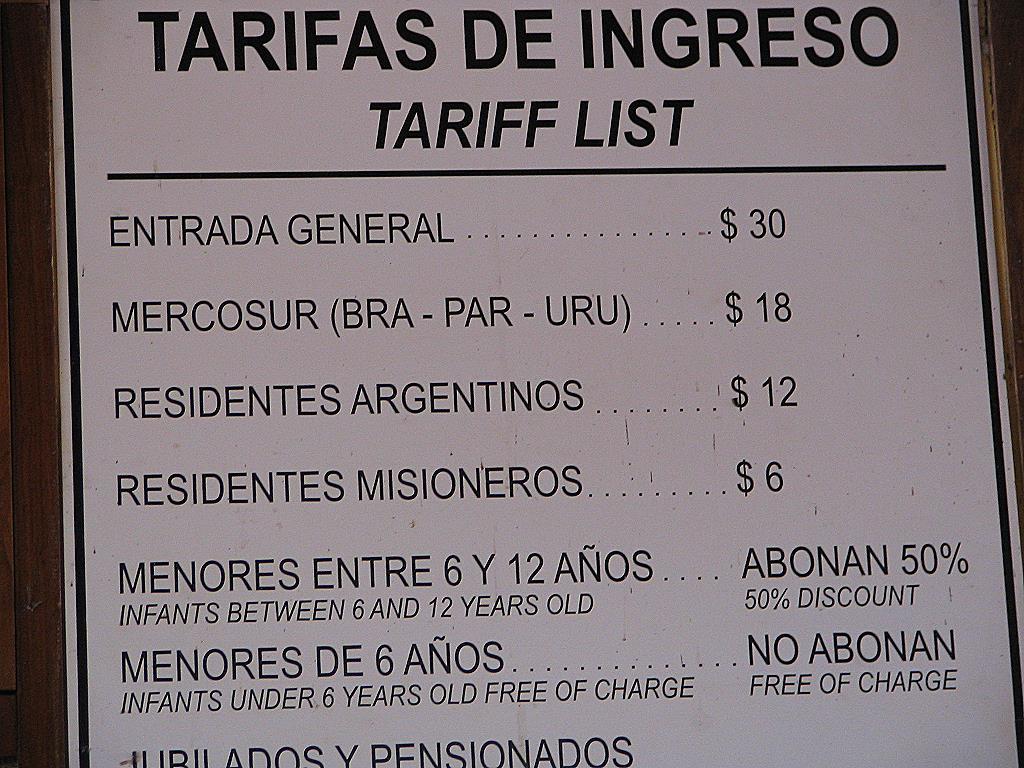 TARIFAS DE INGRESO
TARIFF LIST
ENTRADA GENERAL ................ $ 30
MERCOSUR (BRA - PAR - URU) ..... $ 18
RESIDENTES ARGENTINOS ........ $ 12
RESIDENTES MISIONEROS ......... $ 6
MENORES ENTRE 6 Y 12 AÑOS .... ABONAN 50%
INFANTS BETWEEN 6 AND 12 YEARS OLD 50% DISCOUNT
MENORES DE 6 AÑOS .............. NO ABONAN
INFANTS UNDER 6 YEARS OLD FREE OF CHARGE FREE OF CHARGE
JUBILADOS Y PENSIONADOS